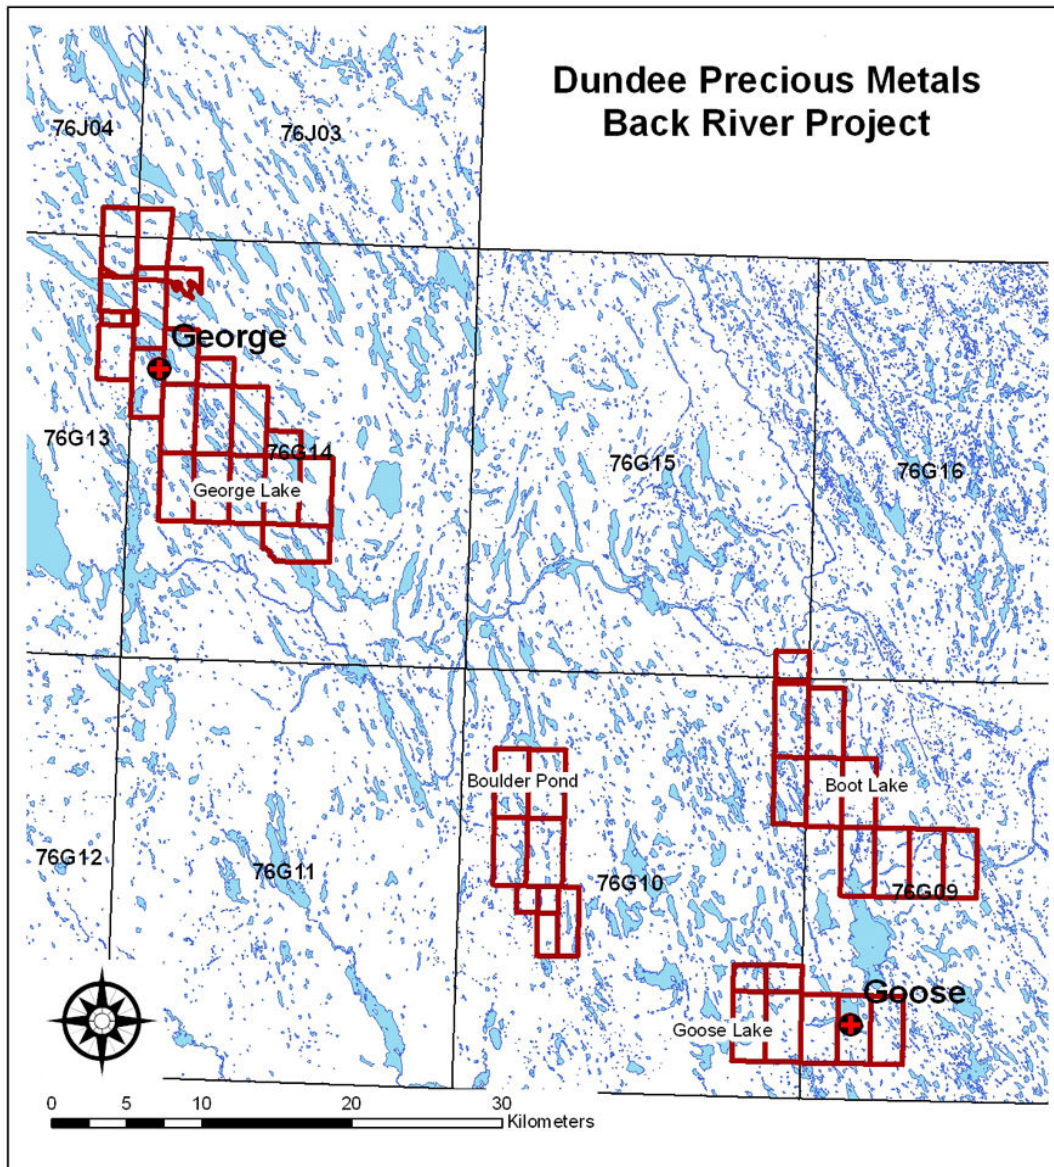 Dundee Precious Metals
Back River Project
76J04
76J03
George
76G13
76G14
George Lake
76G15
76G16
Boulder Pond
Boot Lake
76G12
76G11
76G10
76G09
Goose
Goose Lake
0 5 10 20 30
Kilometers